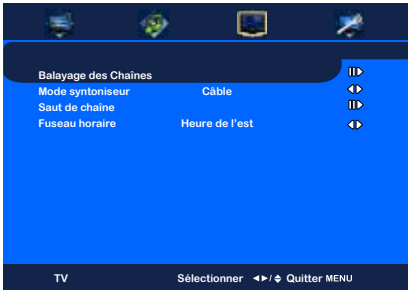 Balayage des Chaînes
Mode syntoniseur Câble
Saut de chaîne
Fuseau horaire Heure de l'est
TV Sélectionner ◄►/ Quitter MENU